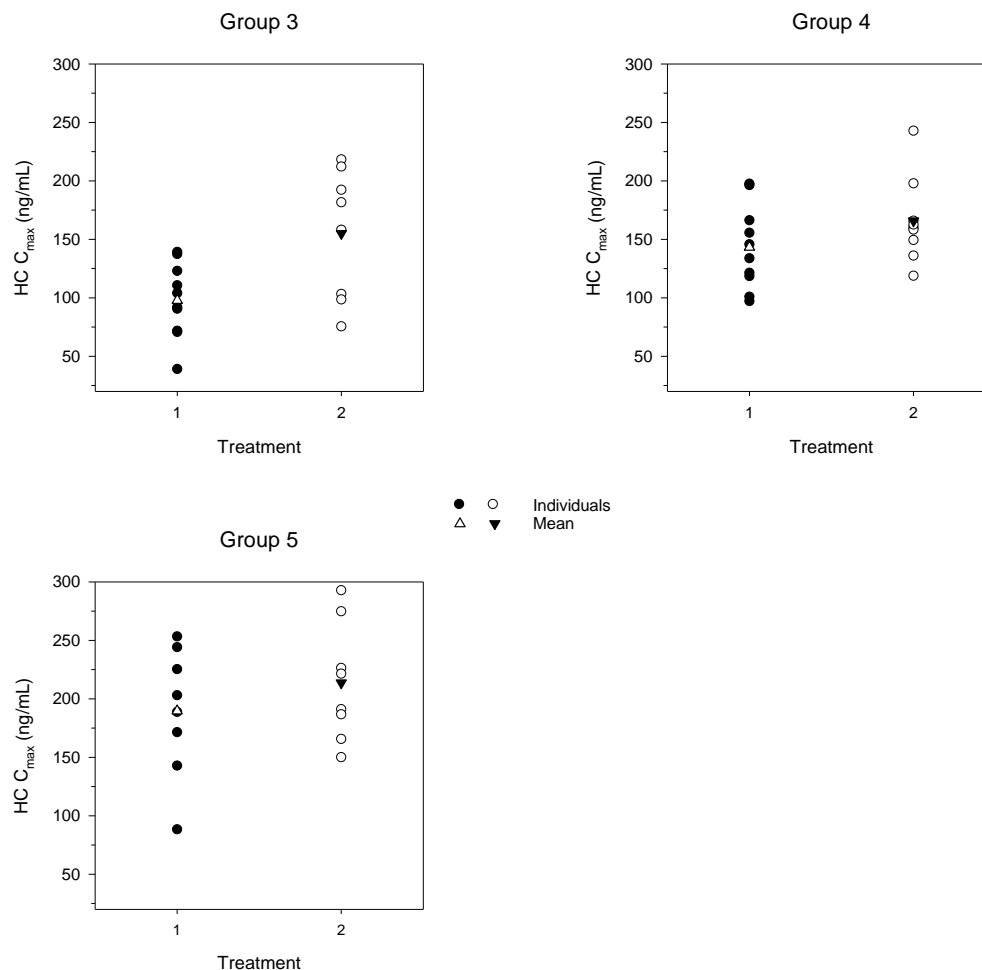 Group 3
300
250
200
150
100
50
HC Cmax (ng/mL)
1 2
Treatment
Group 4
300
250
200
150
100
50
HC Cmax (ng/mL)
1 2
Treatment
Individuals
Mean
Group 5
300
250
200
150
100
50
HC Cmax (ng/mL)
1 2
Treatment